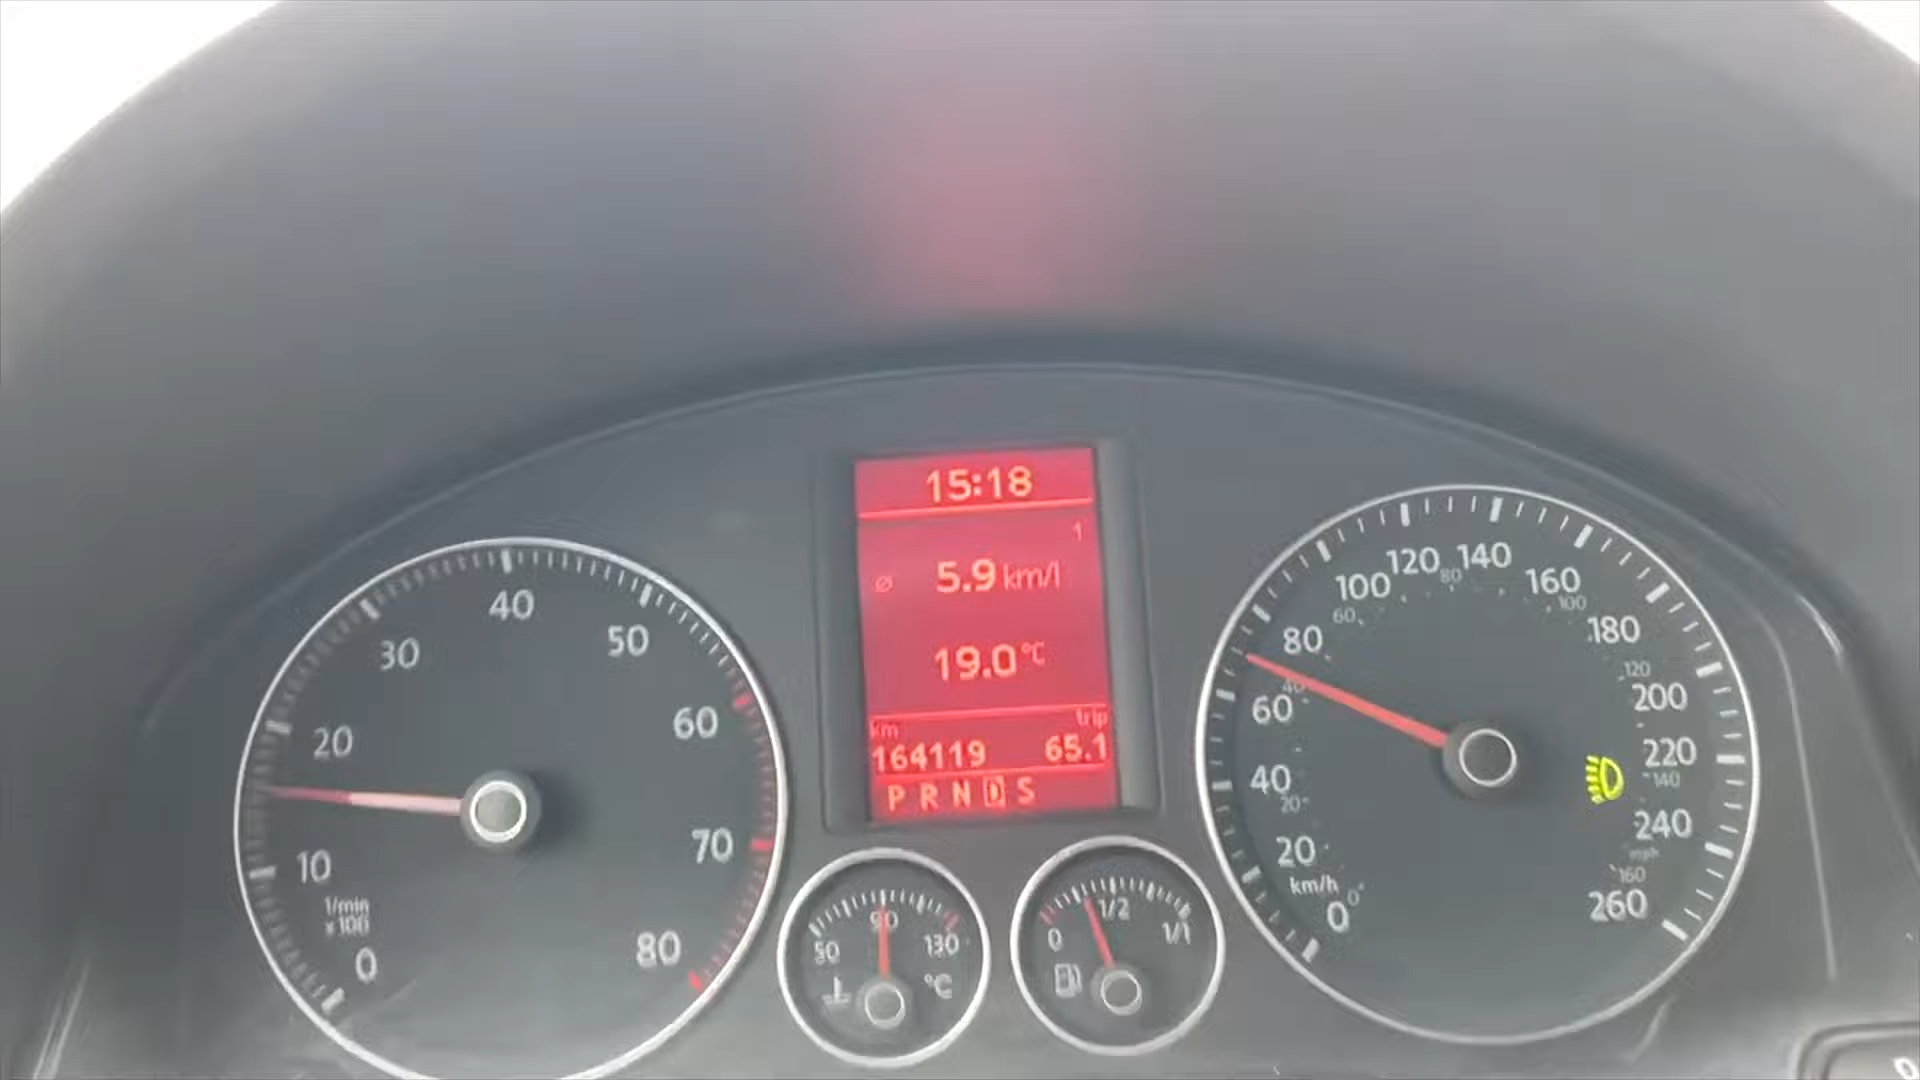 15:18
1
ø 5.9 km/l
19.0 °C
km trip
164119 65.1
P R N D S
0 10 20 30 40 50 60 70 80
1/min
x 100
50 90 130
°C
0 1/2 1/1
0 20 40 60 80 100 120 140 160 180 200 220 240 260
km/h
0 20 40 60 80 100 120 140 160
mph